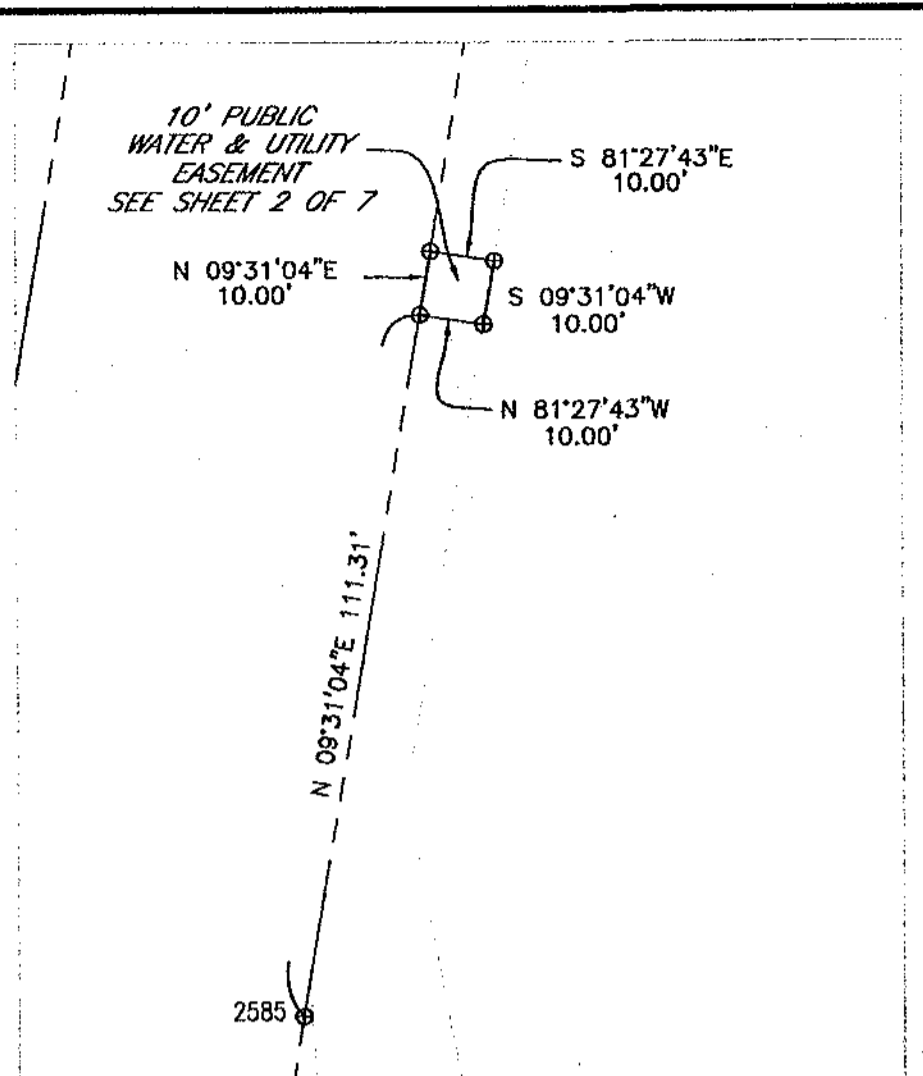 10' PUBLIC
WATER & UTILITY
EASEMENT
SEE SHEET 2 OF 7
S 81°27'43"E
10.00'
N 09°31'04"E
10.00'
S 09°31'04"W
10.00'
N 81°27'43"W
10.00'
N 09°31'04"E 111.31'
2585